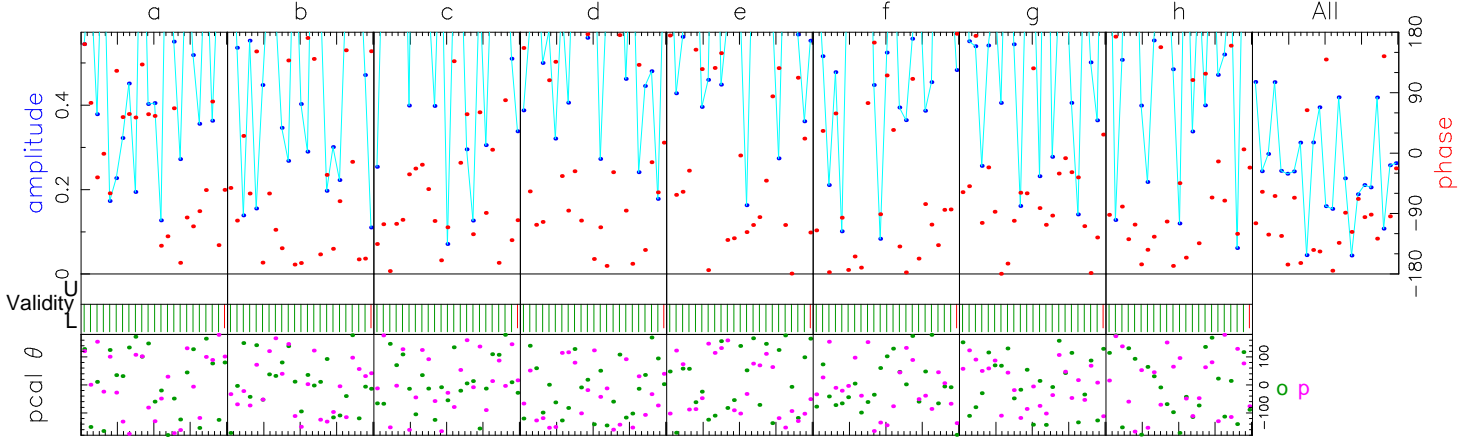 a b c d e f g h All
amplitude
0 0.2 0.4
180 90 0 −90 −180
phase
Validity
U
L
pcal θ
100 0 −100
o p